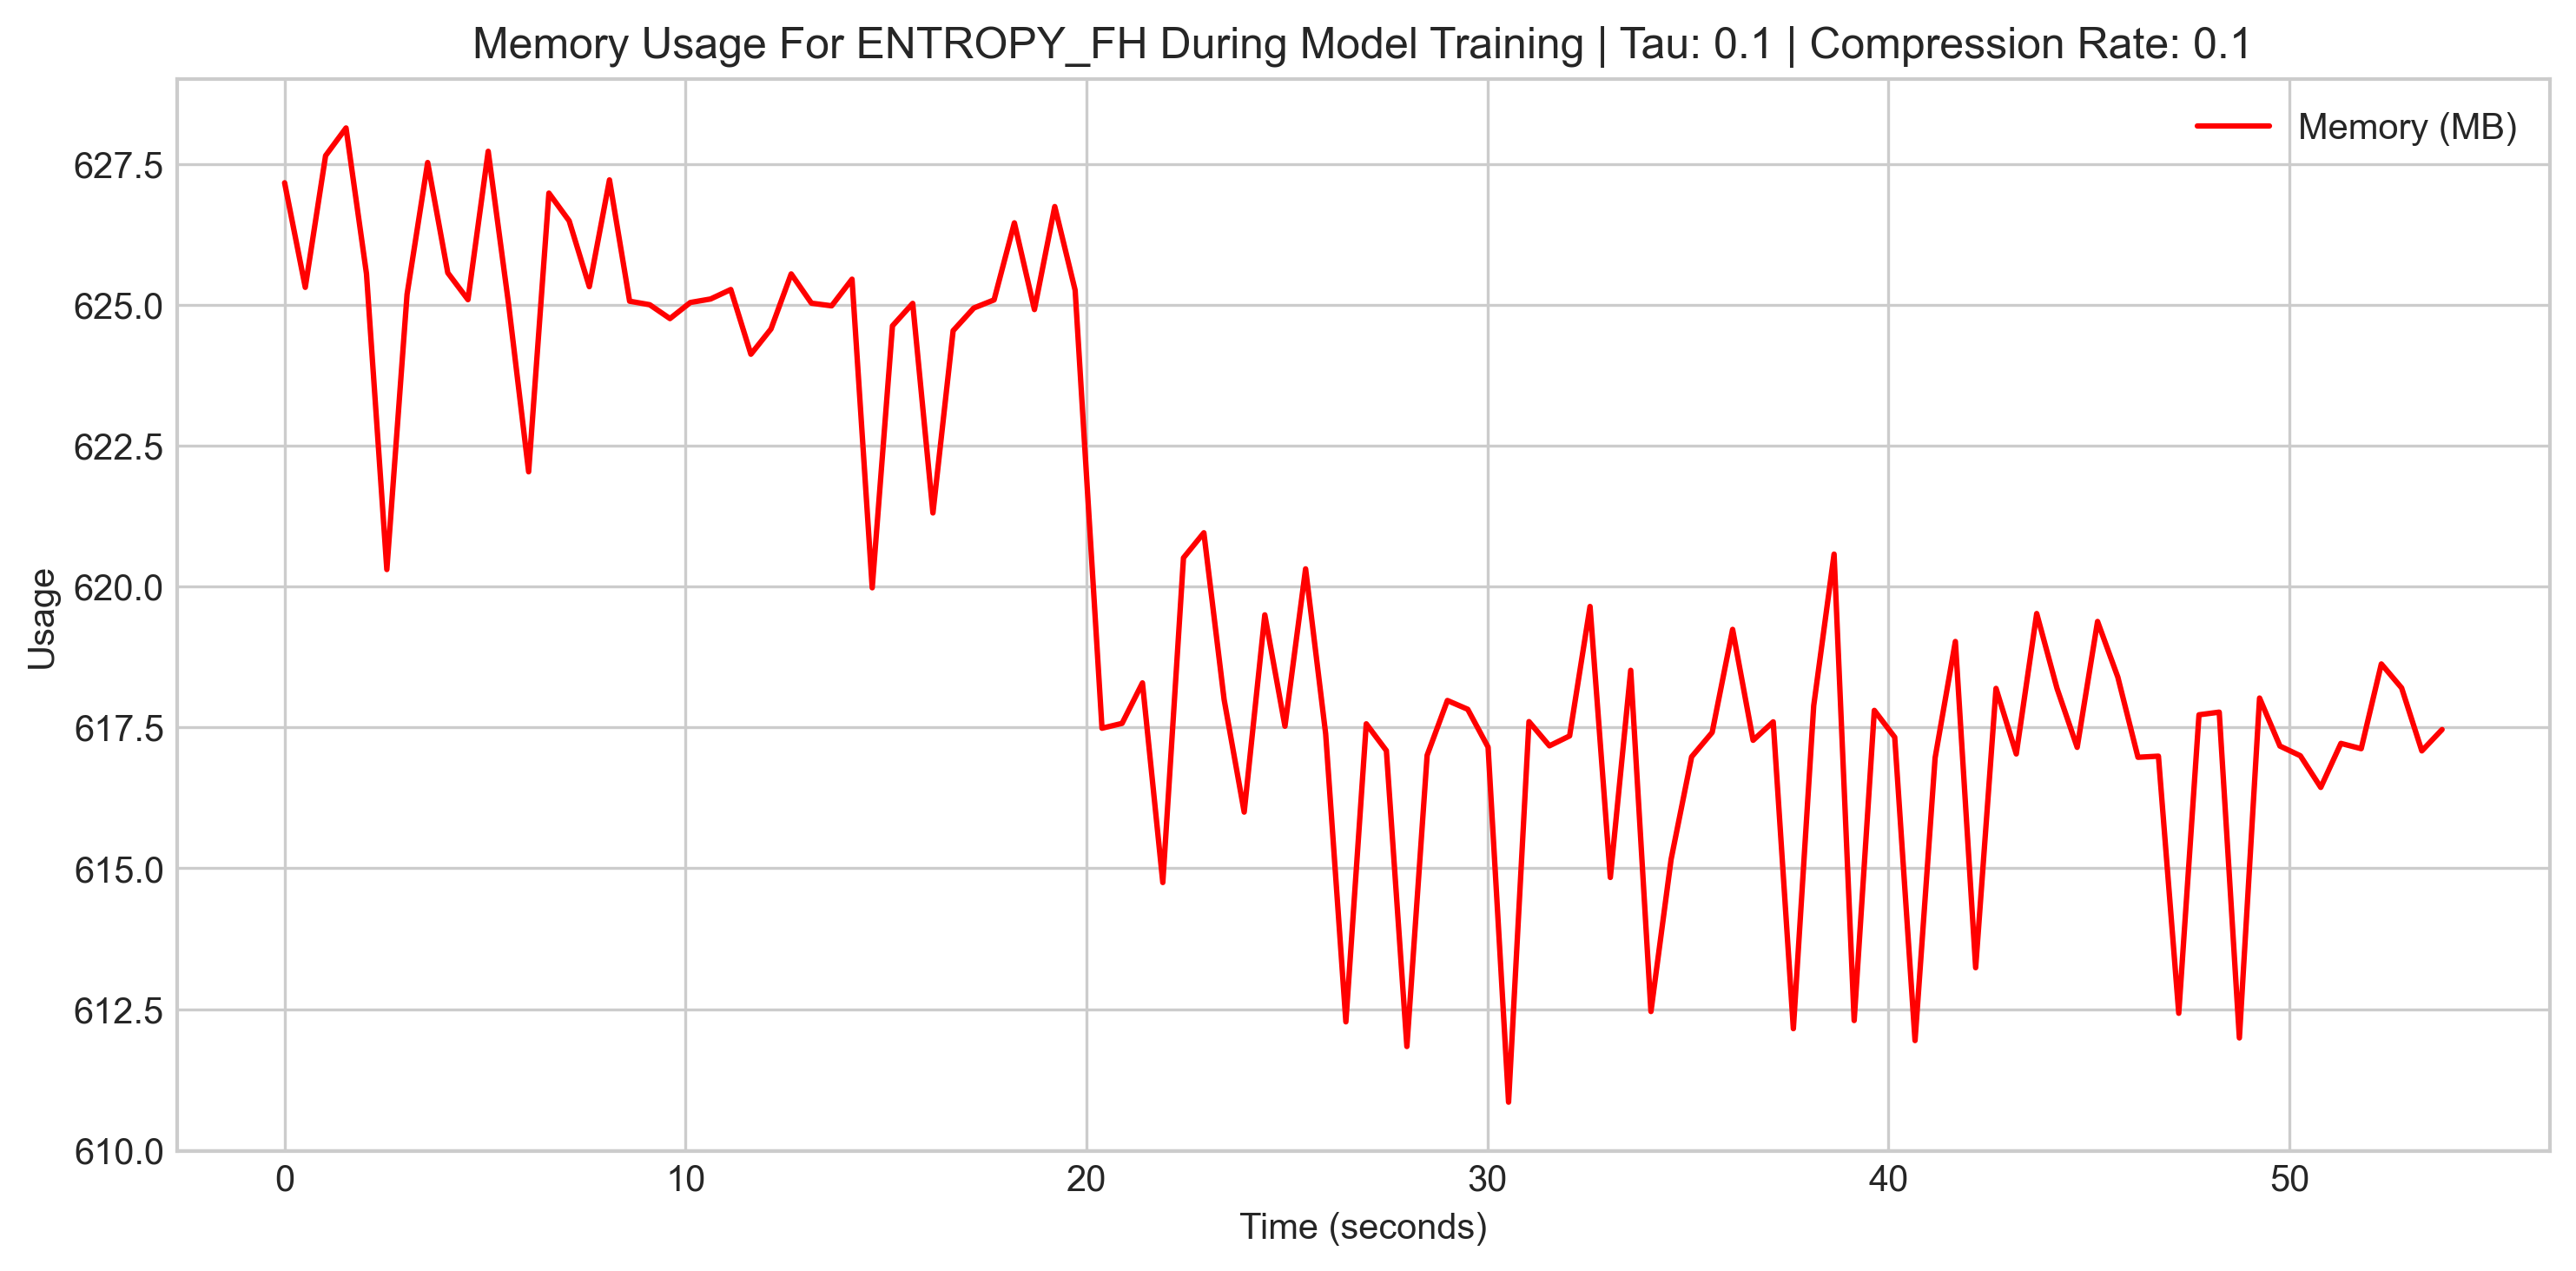 Memory Usage For ENTROPY_FH During Model Training | Tau: 0.1 | Compression Rate: 0.1
Memory (MB)
627.5
625.0
622.5
620.0
617.5
615.0
612.5
610.0
Usage
0 10 20 30 40 50
Time (seconds)